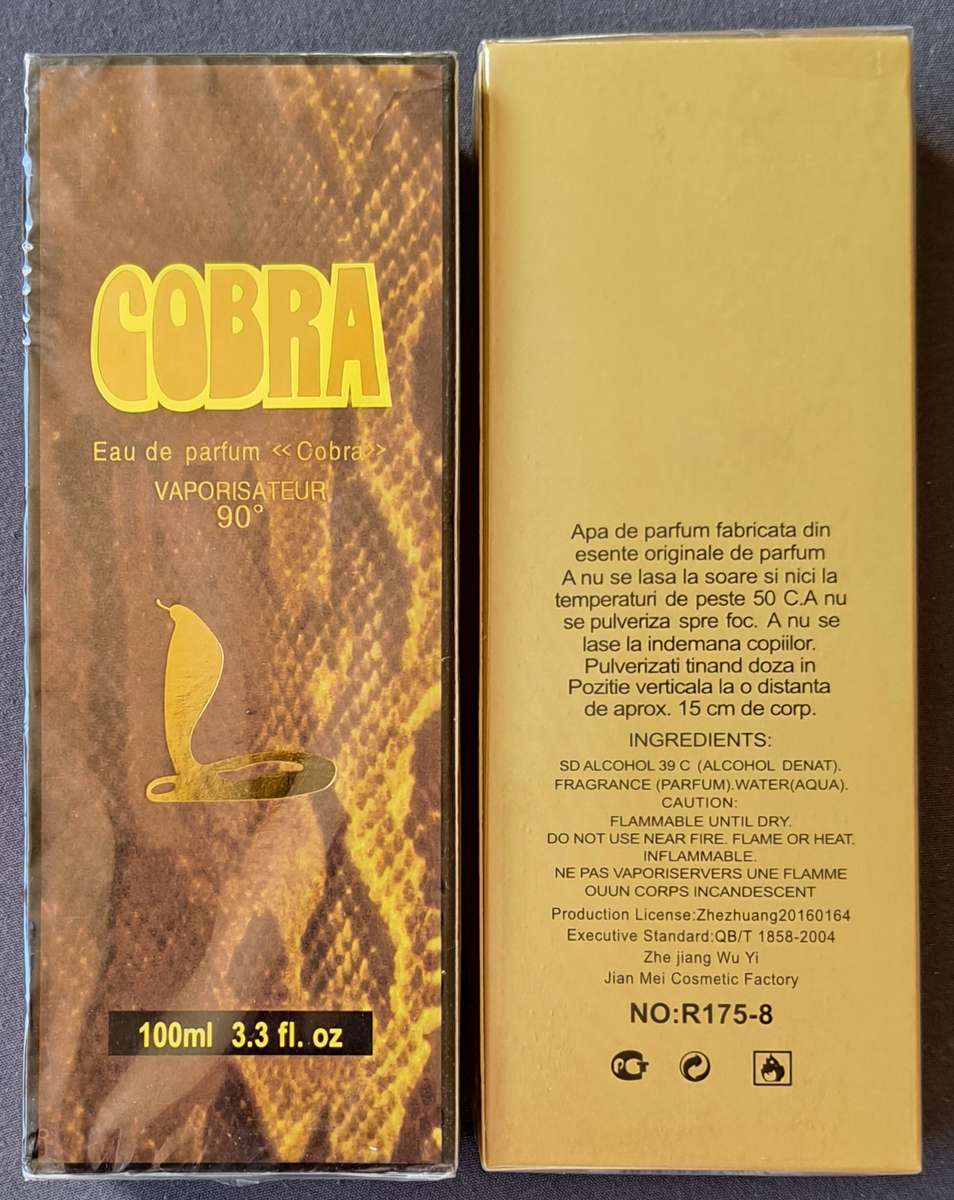 COBRA
Eau de parfum <<Cobra>>
VAPORISATEUR
90°
100ml 3.3 fl. oz
Apa de parfum fabricata din
esente originale de parfum
A nu se lasa la soare si nici la
temperaturi de peste 50 C.A nu
se pulveriza spre foc. A nu se
lase la indemana copiilor.
Pulverizati tinand doza in
Pozitie verticala la o distanta
de aprox. 15 cm de corp.
INGREDIENTS:
SD ALCOHOL 39 C (ALCOHOL DENAT).
FRAGRANCE (PARFUM).WATER(AQUA).
CAUTION:
FLAMMABLE UNTIL DRY.
DO NOT USE NEAR FIRE. FLAME OR HEAT.
INFLAMMABLE.
NE PAS VAPORISERVERS UNE FLAMME
OUUN CORPS INCANDESCENT
Production License:Zhezhuang20160164
Executive Standard:QB/T 1858-2004
Zhe jiang Wu Yi
Jian Mei Cosmetic Factory
NO:R175-8